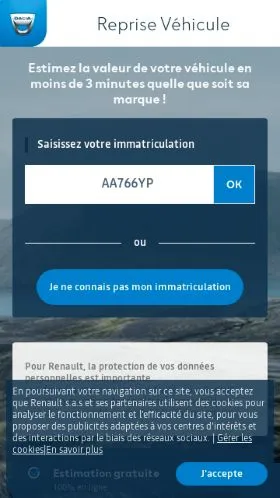 DACIA
Reprise Véhicule
Estimez la valeur de votre véhicule en
moins de 3 minutes quelle que soit sa
marque !
Saisissez votre immatriculation
AA766YP
OK
ou
Je ne connais pas mon immatriculation
Pour Renault, la protection de vos données
personnelles est importante
En poursuivant votre navigation sur ce site, vous acceptez
que Renault s.a.s et ses partenaires utilisent des cookies pour
analyser le fonctionnement et l'efficacité du site, pour vous
proposer des publicités adaptées à vos centres d'intérêts et
des interactions par le biais des réseaux sociaux. | Gérer les
cookies|En savoir plus
J'accepte
Estimation gratuite
100% en ligne